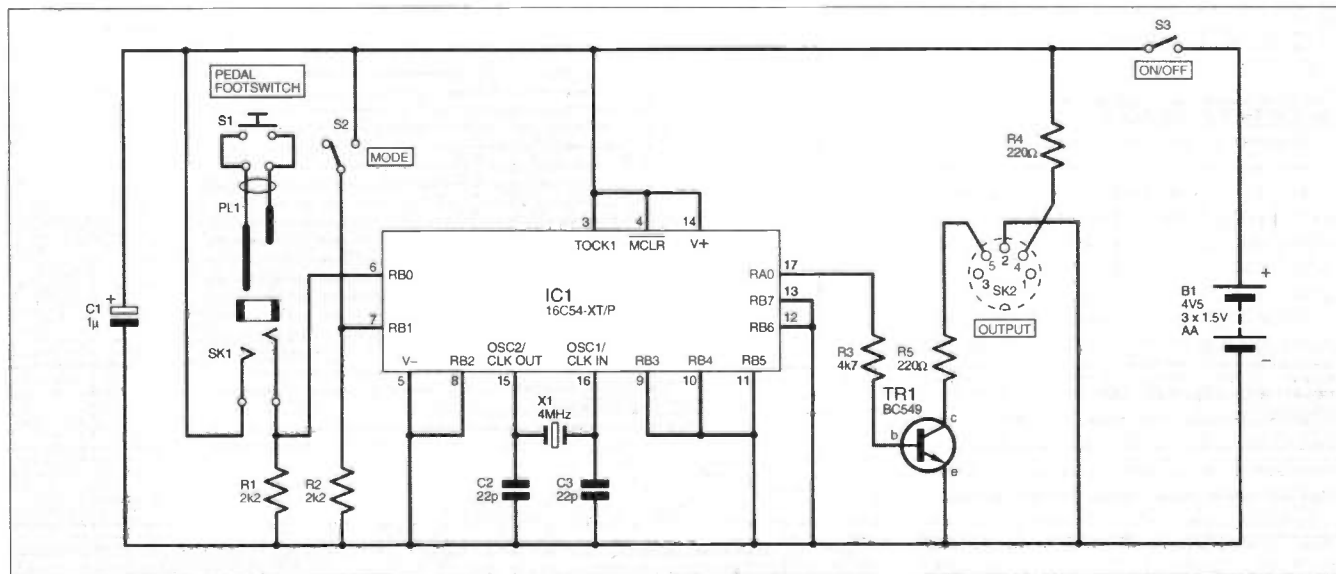 S3
ON/OFF
PEDAL
FOOTSWITCH
S1
S2
MODE
PL1
R4
220Ω
3
4
14
TOCK1
MCLR
V+
6
RB0
RA0
17
IC1
16C54-XT/P
RB7
13
7
RB1
RB6
12
V–
RB2
OSC2/
CLK OUT
OSC1/
CLK IN
RB3
RB4
RB5
5
8
15
16
9
10
11
5
2
4
3
1
SK2
OUTPUT
+
B1
4V5
3 x 1.5V
AA
–
+
C1
1µ
SK1
X1
4MHz
R3
4k7
R5
220Ω
TR1
BC549
c
b
e
R1
2k2
R2
2k2
C2
22p
C3
22p